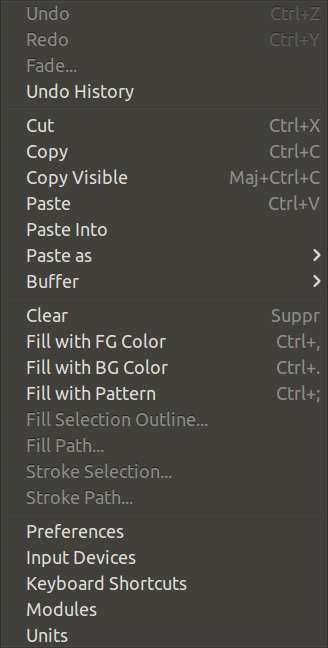 Undo Ctrl+Z
Redo Ctrl+Y
Fade...
Undo History
Cut Ctrl+X
Copy Ctrl+C
Copy Visible Maj+Ctrl+C
Paste Ctrl+V
Paste Into
Paste as
Buffer
Clear Suppr
Fill with FG Color Ctrl+,
Fill with BG Color Ctrl+.
Fill with Pattern Ctrl+;
Fill Selection Outline...
Fill Path...
Stroke Selection...
Stroke Path...
Preferences
Input Devices
Keyboard Shortcuts
Modules
Units